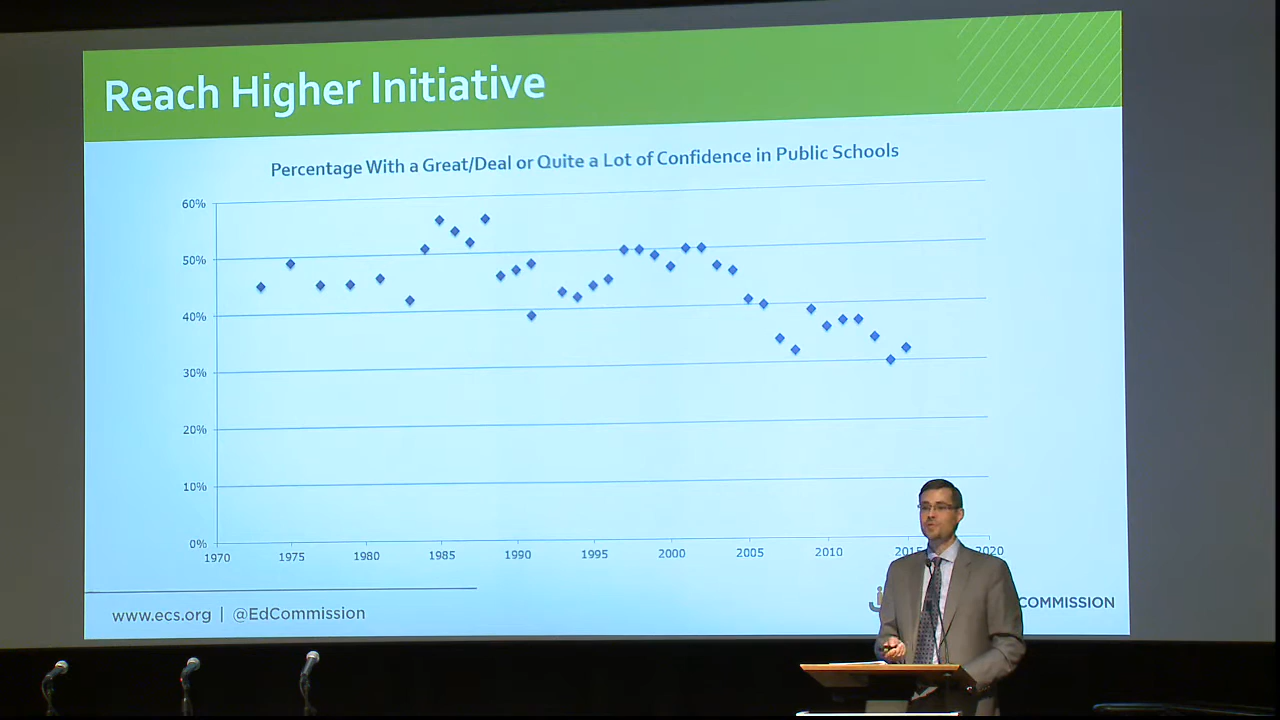 Reach Higher Initiative
Percentage With a Great/Deal or Quite a Lot of Confidence in Public Schools
60%
50%
40%
30%
20%
10%
0%
1970 1975 1980 1985 1990 1995 2000 2005 2010 2015 2020
www.ecs.org | @EdCommission
COMMISSION